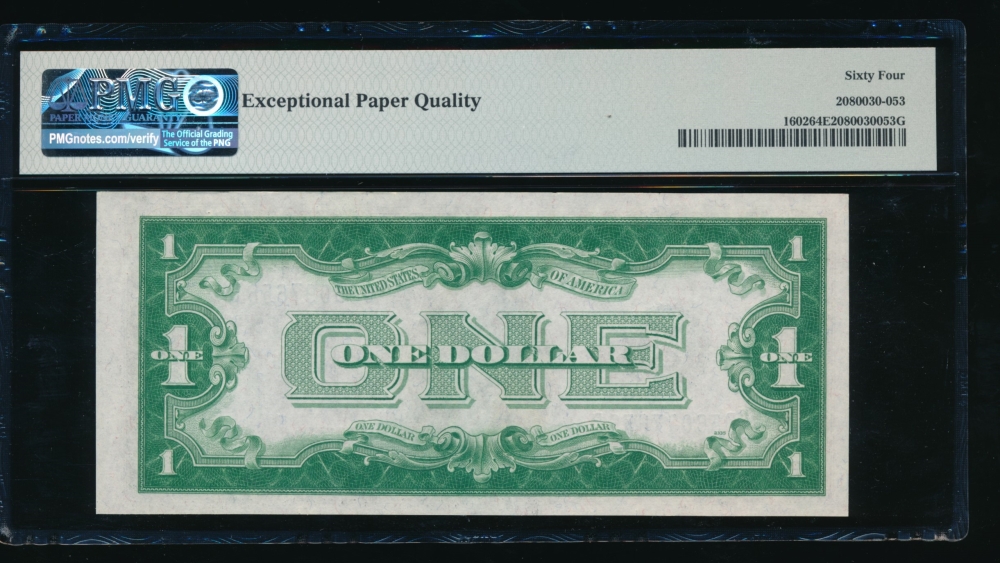 PMG
PAPER MONEY GUARANTY
PMGnotes.com/verify
The Official Grading
Service of the PNG
Exceptional Paper Quality
Sixty Four
2080030-053
160264E2080030053G
1 1
THE UNITED STATES OF AMERICA
ONE
1 ONE ONE DOLLAR 1 ONE
ONE DOLLAR ONE DOLLAR
1 1